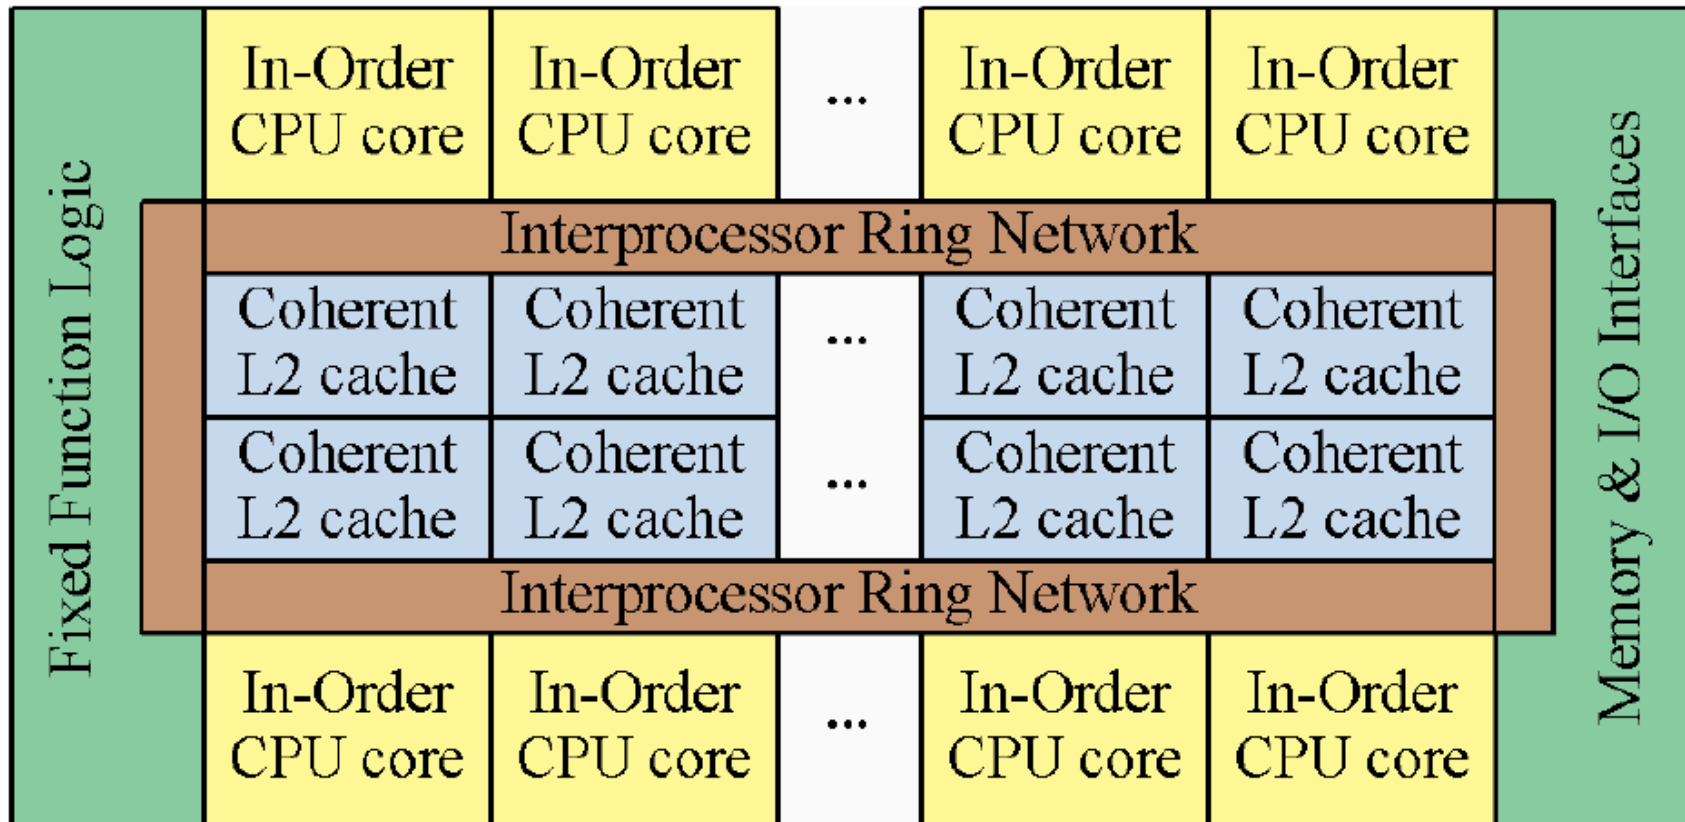 Fixed Function Logic
In-Order
CPU core
In-Order
CPU core
...
In-Order
CPU core
In-Order
CPU core
Interprocessor Ring Network
Coherent
L2 cache
Coherent
L2 cache
...
Coherent
L2 cache
Coherent
L2 cache
Coherent
L2 cache
Coherent
L2 cache
...
Coherent
L2 cache
Coherent
L2 cache
Interprocessor Ring Network
In-Order
CPU core
In-Order
CPU core
...
In-Order
CPU core
In-Order
CPU core
Memory & I/O Interfaces